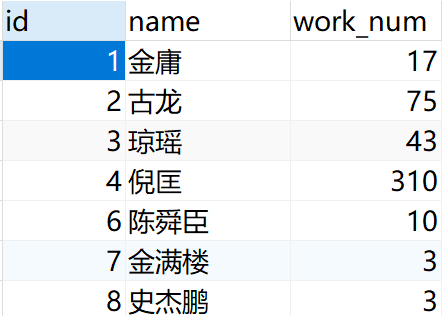 id name work_num
1 金庸 17
2 古龙 75
3 琼瑶 43
4 倪匡 310
6 陈舜臣 10
7 金满楼 3
8 史杰鹏 3